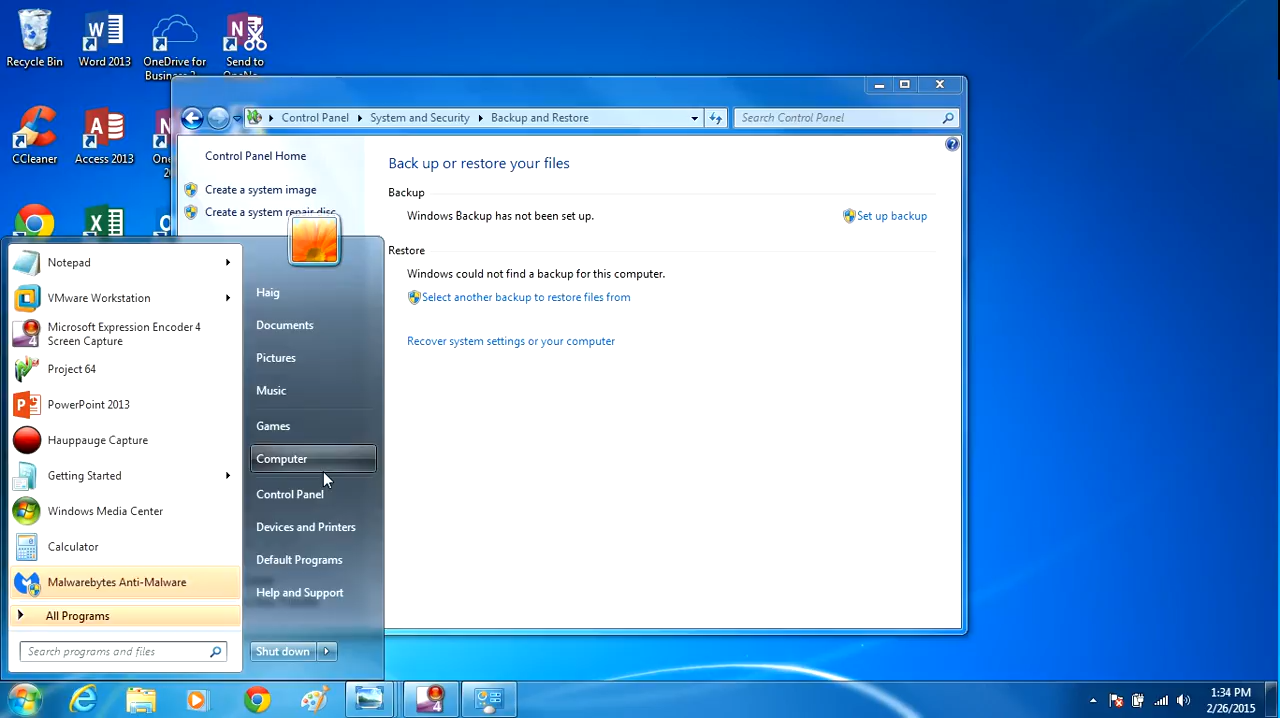 Recycle Bin
Word 2013
OneDrive for
Business 2...
Send to
OneNo...
CCleaner
Access 2013
Control Panel
System and Security
Backup and Restore
Search Control Panel
Control Panel Home
Create a system image
Create a system repair disc
Back up or restore your files
Backup
Windows Backup has not been set up.
Set up backup
Restore
Windows could not find a backup for this computer.
Select another backup to restore files from
Recover system settings or your computer
Notepad
VMware Workstation
Microsoft Expression Encoder 4
Screen Capture
Project 64
PowerPoint 2013
Hauppauge Capture
Getting Started
Windows Media Center
Calculator
Malwarebytes Anti-Malware
All Programs
Search programs and files
Haig
Documents
Pictures
Music
Games
Computer
Control Panel
Devices and Printers
Default Programs
Help and Support
Shut down
1:34 PM
2/26/2015